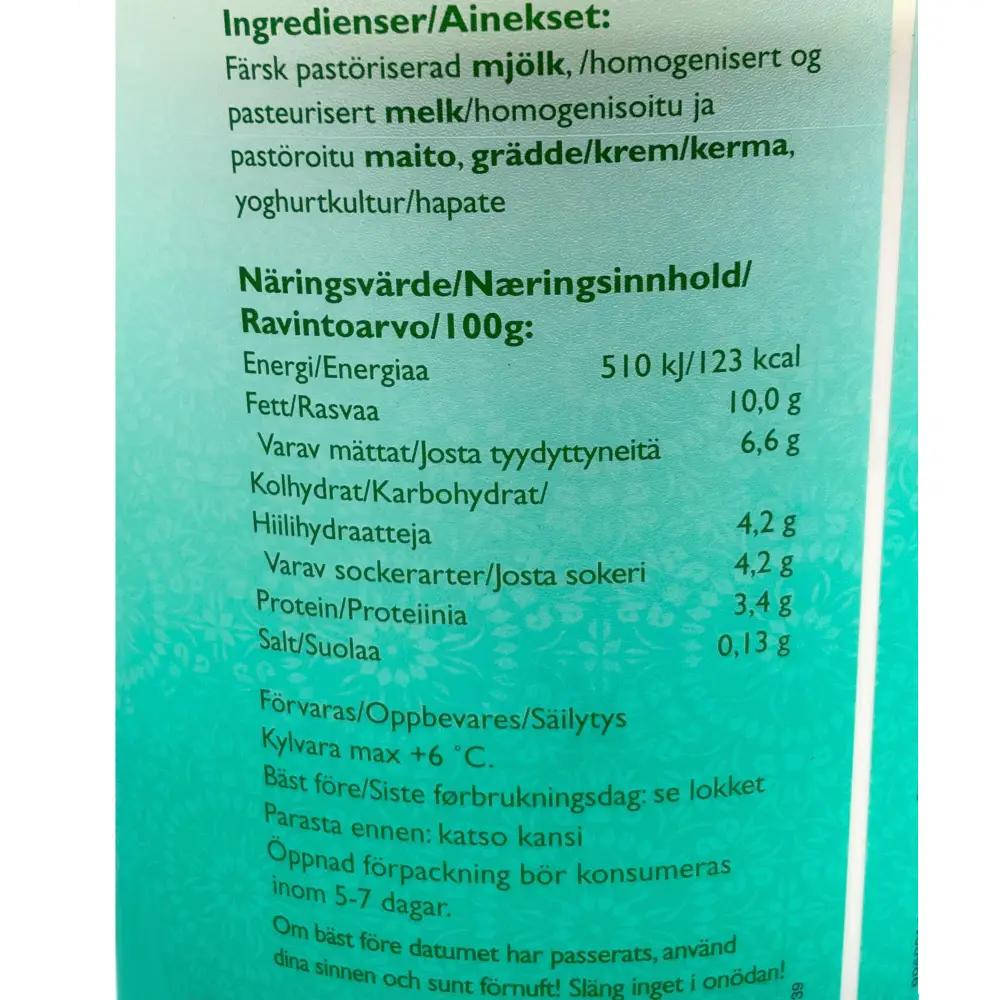 Ingredienser/Ainekset:
Färsk pastöriserad mjölk, /homogenisert og
pasteurisert melk/homogenisoitu ja
pastöroitu maito, grädde/krem/kerma,
yoghurtkultur/hapate
Näringsvärde/Næringsinnhold/
Ravintoarvo/100g:
Energi/Energiaa 510 kJ/123 kcal
Fett/Rasvaa 10,0 g
Varav mättat/Josta tyydyttyneitä 6,6 g
Kolhydrat/Karbohydrat/
Hiilihydraatteja 4,2 g
Varav sockerarter/Josta sokeri 4,2 g
Protein/Proteiinia 3,4 g
Salt/Suolaa 0,13 g
Förvaras/Oppbevares/Säilytys
Kylvara max +6 °C.
Bäst före/Siste førbrukningsdag: se lokket
Parasta ennen: katso kansi
Öppnad förpackning bör konsumeras
inom 5-7 dagar.
Om bäst före datumet har passerats, använd
dina sinnen och sunt förnuft! Släng inget i onödan!
39